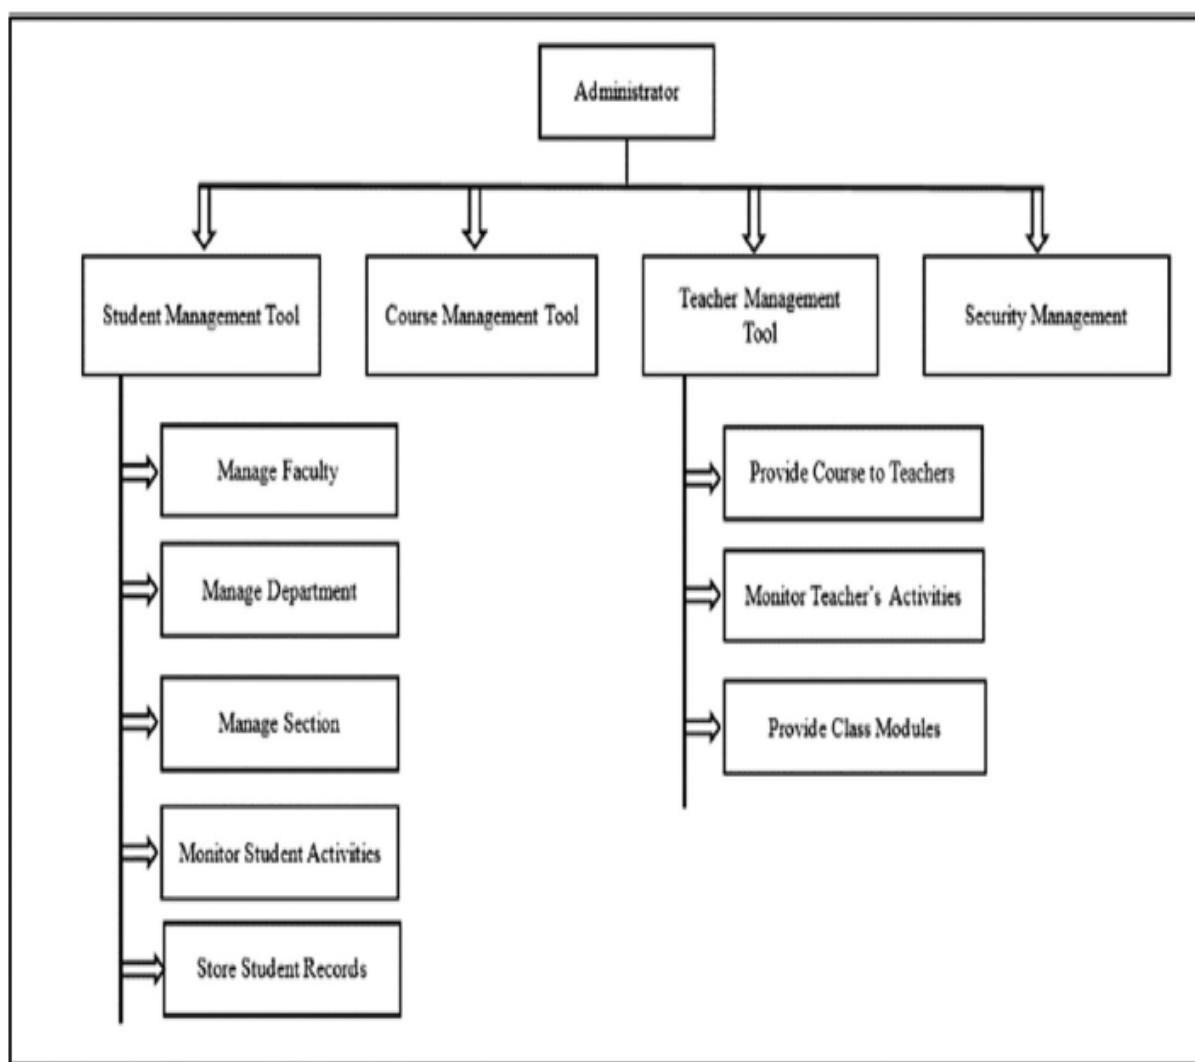 Administrator
Student Management Tool
Course Management Tool
Teacher Management
Tool
Security Management
Manage Faculty
Manage Department
Manage Section
Monitor Student Activities
Store Student Records
Provide Course to Teachers
Monitor Teacher's Activities
Provide Class Modules